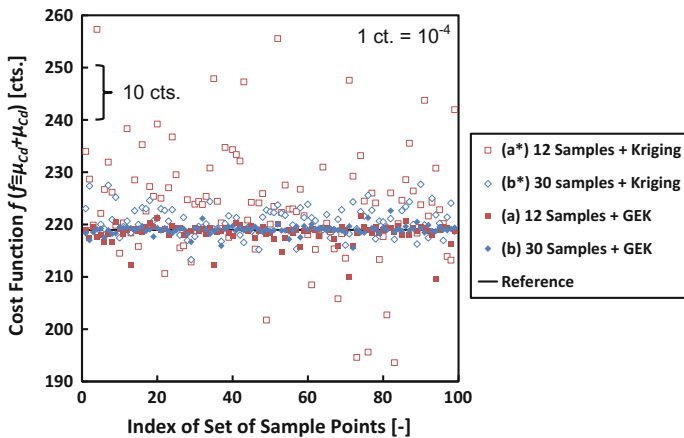 260
250
240
230
220
210
200
190
Cost Function f (f=μCd+μCd) [cts.]
1 ct. = 10-4
10 cts.
0
20
40
60
80
100
Index of Set of Sample Points [-]
(a*) 12 Samples + Kriging
(b*) 30 samples + Kriging
(a) 12 Samples + GEK
(b) 30 Samples + GEK
Reference